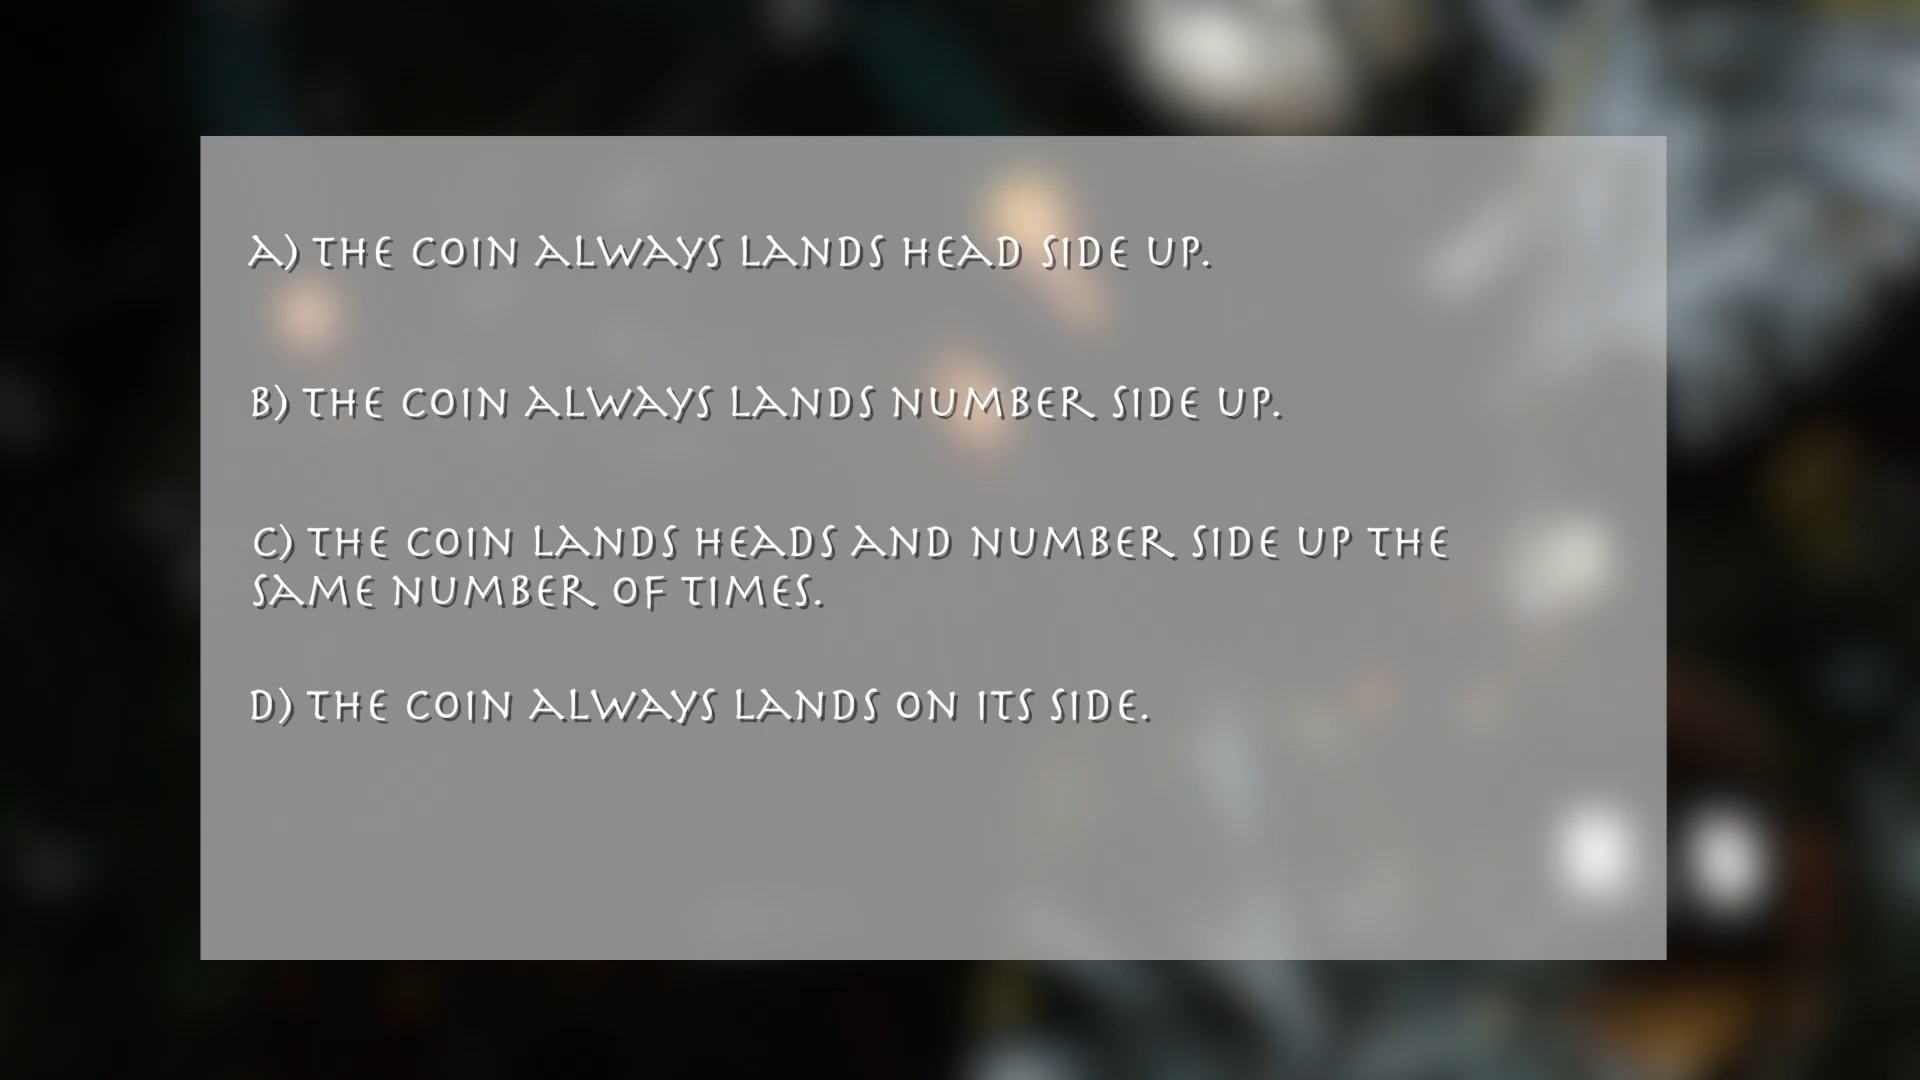 a) The coin always lands head side up.
b) The coin always lands number side up.
c) The coin lands heads and number side up the
same number of times.
d) The coin always lands on its side.